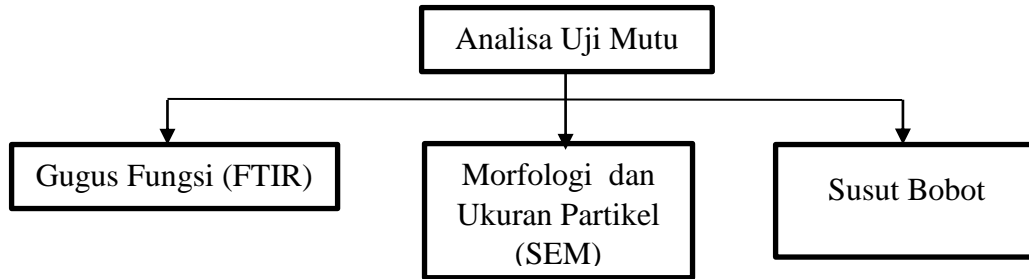 Analisa Uji Mutu
Gugus Fungsi (FTIR)
Morfologi dan
Ukuran Partikel
(SEM)
Susut Bobot